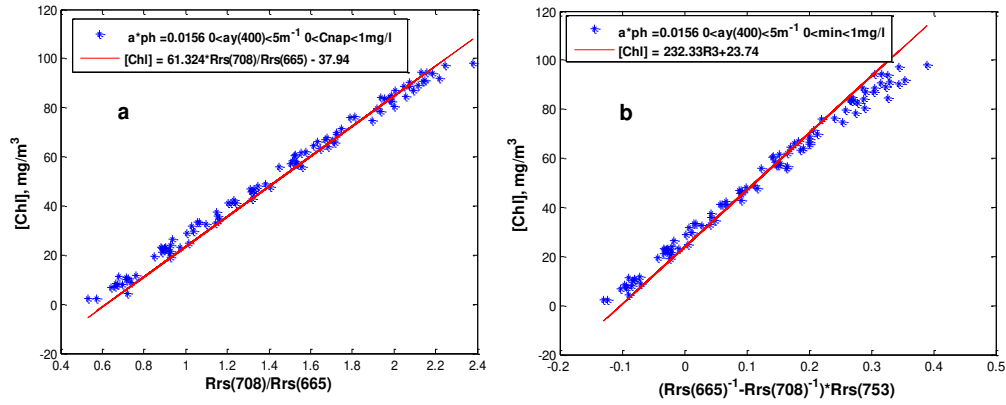 a*ph =0.0156 0<ay(400)<5m⁻¹ 0<Cnap<1mg/l
[Chl] = 61.324*Rrs(708)/Rrs(665) - 37.94
a
[Chl], mg/m³
120
100
80
60
40
20
0
-20
0.4 0.6 0.8 1.0 1.2 1.4 1.6 1.8 2.0 2.2 2.4
Rrs(708)/Rrs(665)
a*ph =0.0156 0<ay(400)<5m⁻¹ 0<min<1mg/l
[Chl] = 232.33R3+23.74
b
[Chl], mg/m³
120
100
80
60
40
20
0
-20
-0.2 -0.1 0 0.1 0.2 0.3 0.4 0.5
(Rrs(665)⁻¹-Rrs(708)⁻¹)*Rrs(753)